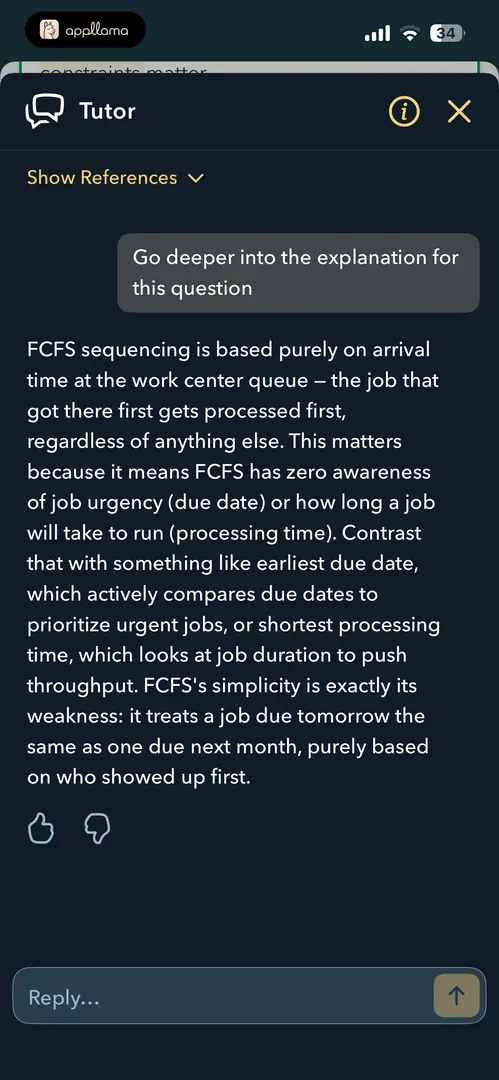 appllama
34
constraints matter
Tutor
Show References
Go deeper into the explanation for
this question
FCFS sequencing is based purely on arrival
time at the work center queue – the job that
got there first gets processed first,
regardless of anything else. This matters
because it means FCFS has zero awareness
of job urgency (due date) or how long a job
will take to run (processing time). Contrast
that with something like earliest due date,
which actively compares due dates to
prioritize urgent jobs, or shortest processing
time, which looks at job duration to push
throughput. FCFS's simplicity is exactly its
weakness: it treats a job due tomorrow the
same as one due next month, purely based
on who showed up first.
Reply...